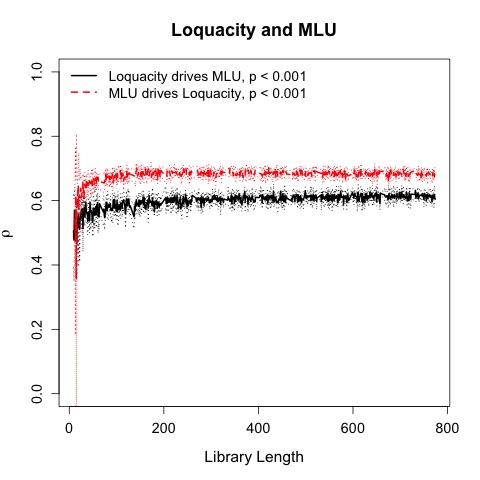 Loquacity and MLU
Loquacity drives MLU, p < 0.001
MLU drives Loquacity, p < 0.001
1.0
0.8
0.6
0.4
0.2
0.0
ρ
0 200 400 600 800
Library Length